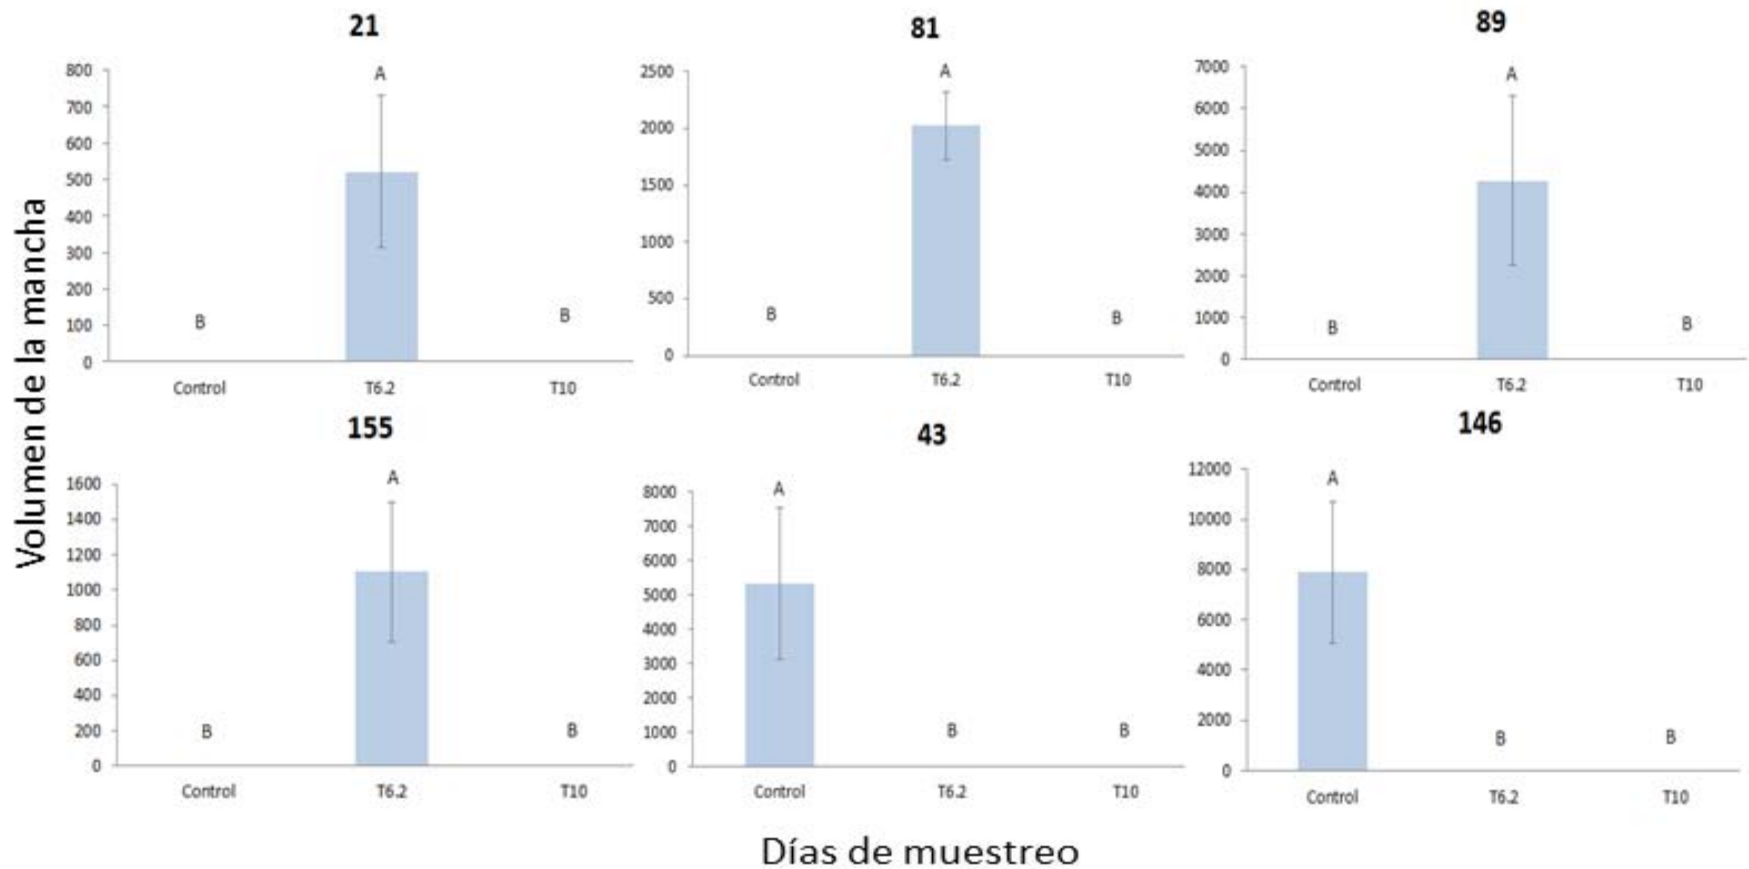 Volumen de la mancha
21
800
700
600
500
400
300
200
100
0
A
B
B
Control T6.2 T10
81
2500
2000
1500
1000
500
0
A
B
B
Control T6.2 T10
89
7000
6000
5000
4000
3000
2000
1000
0
A
B
B
Control T6.2 T10
155
1600
1400
1200
1000
800
600
400
200
0
A
B
B
Control T6.2 T10
43
8000
7000
6000
5000
4000
3000
2000
1000
0
A
B
B
Control T6.2 T10
146
12000
10000
8000
6000
4000
2000
0
A
B
B
Control T6.2 T10
Días de muestreo